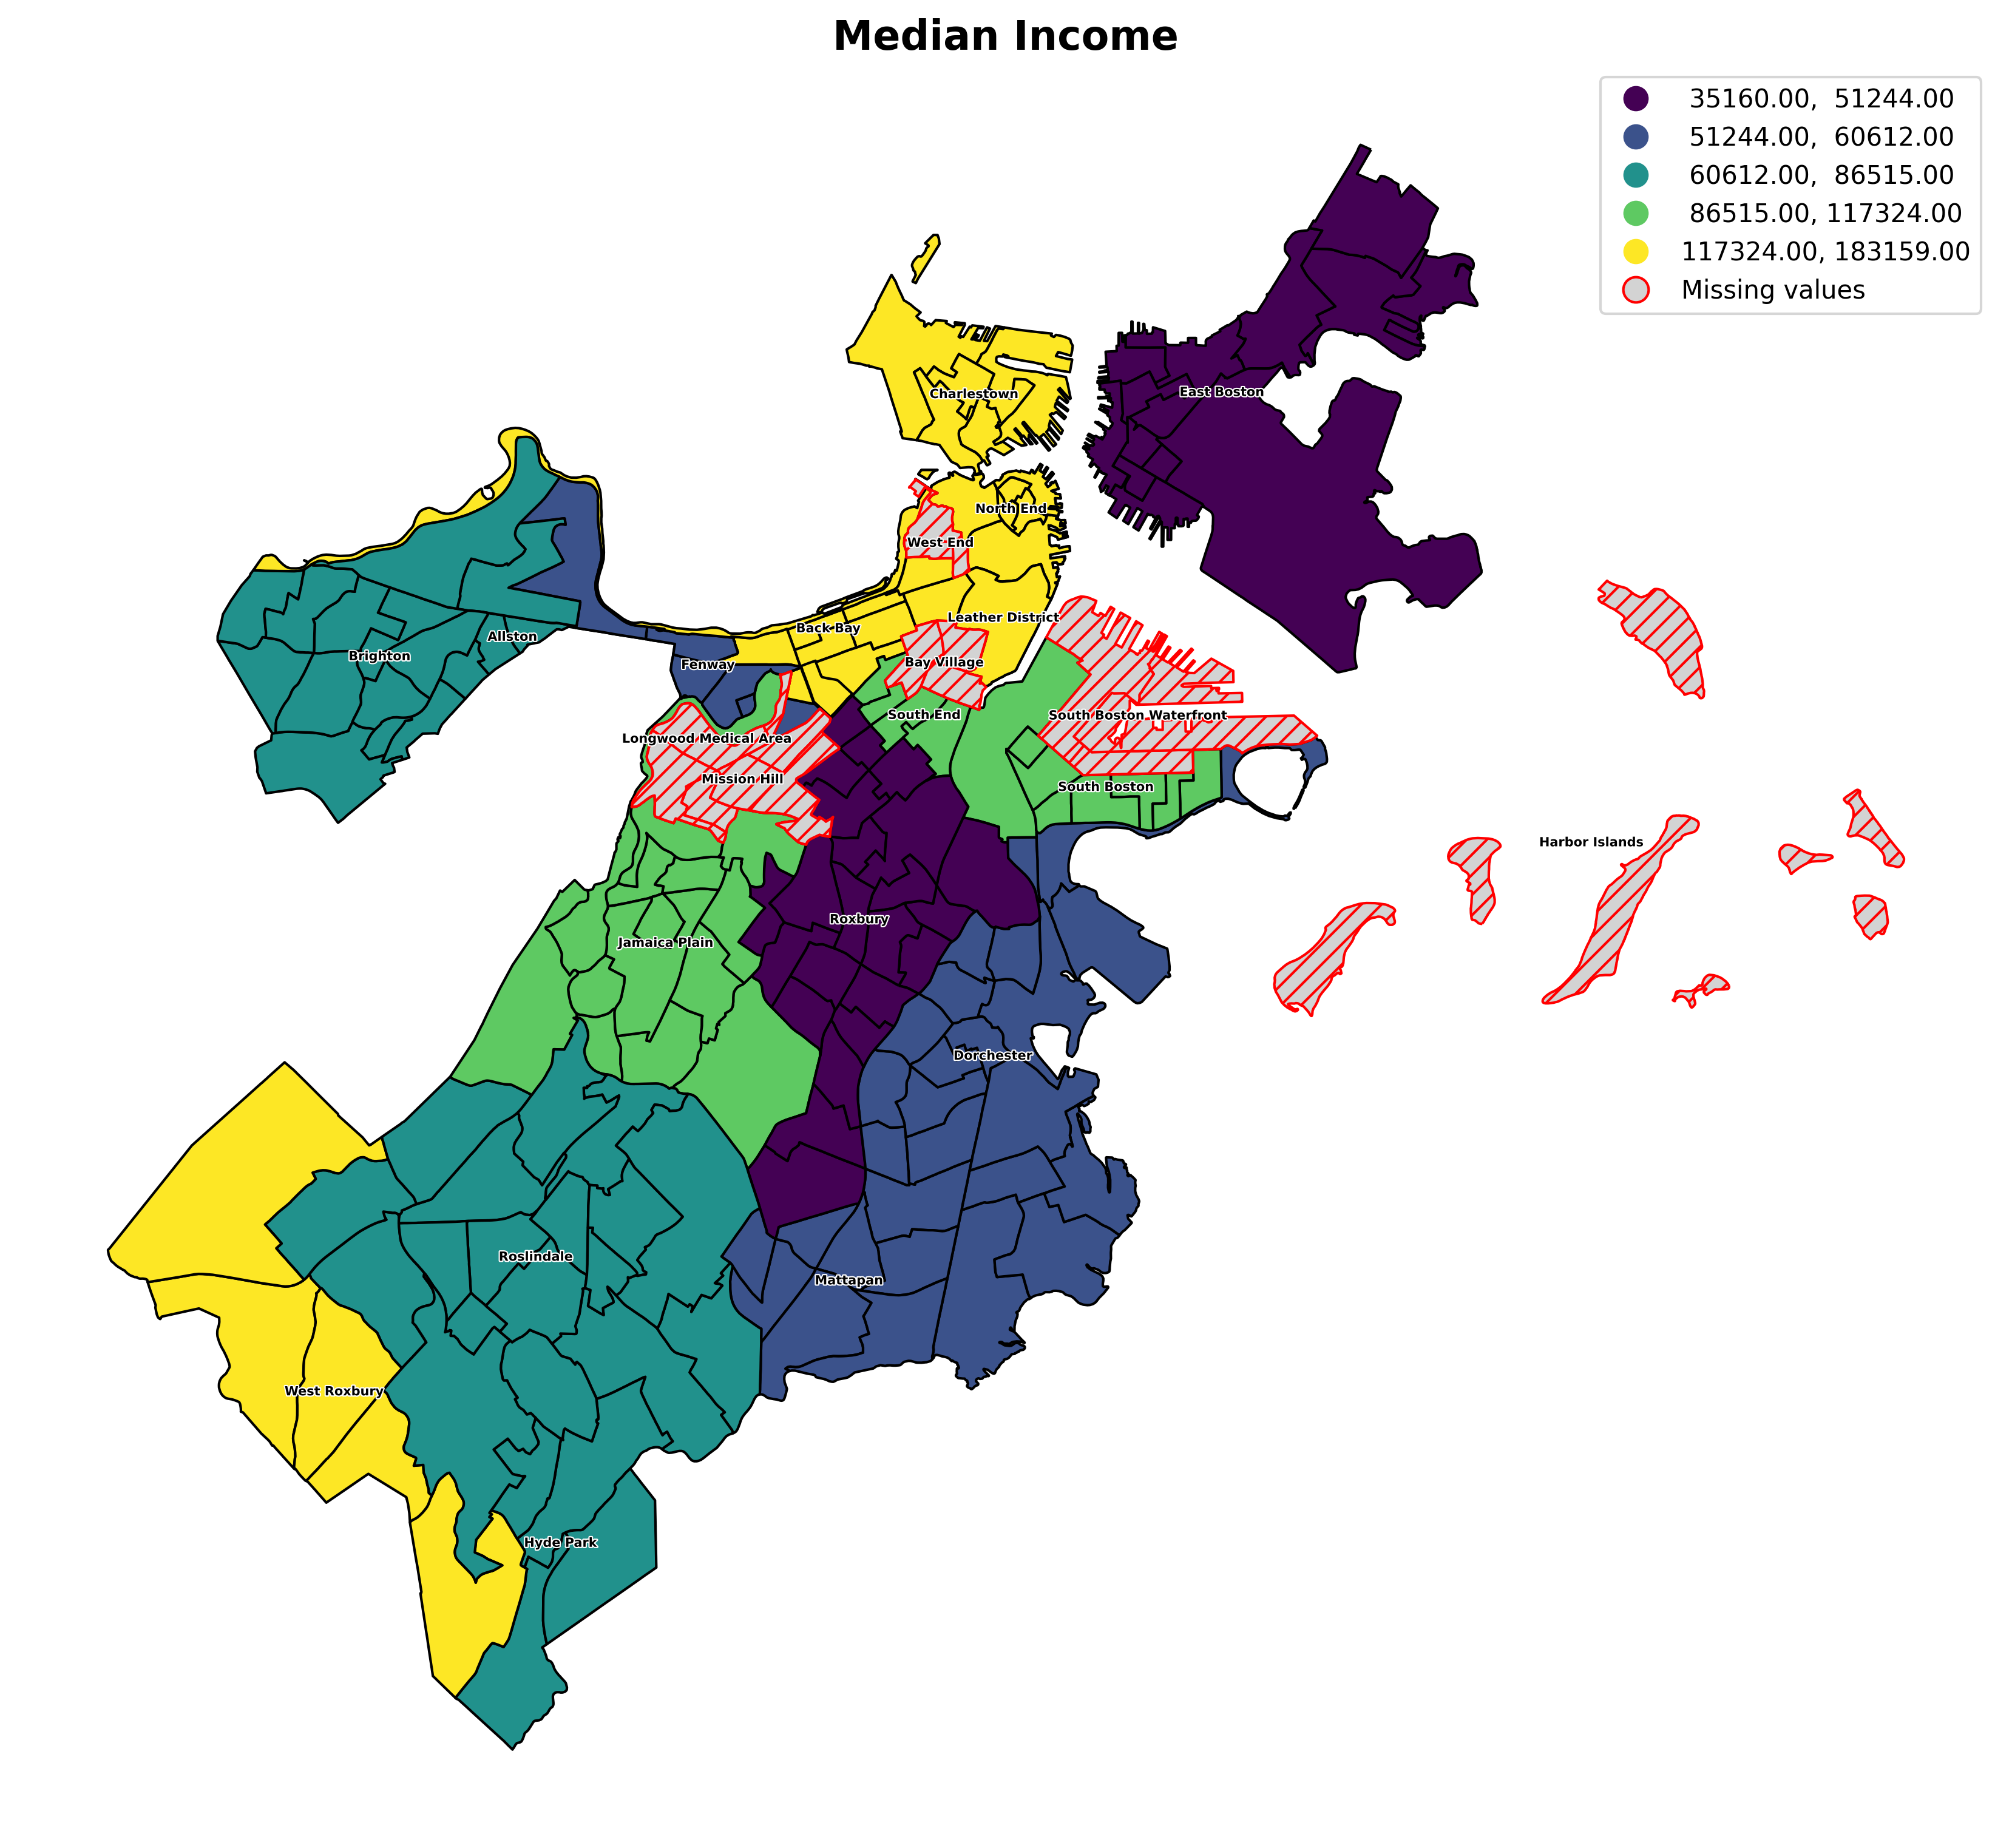 Median Income
35160.00,  51244.00
51244.00,  60612.00
60612.00,  86515.00
86515.00, 117324.00
117324.00, 183159.00
Missing values
Charlestown
East Boston
North End
West End
Leather District
Back Bay
Allston
Brighton
Fenway
Bay Village
South End
South Boston Waterfront
Longwood Medical Area
Mission Hill
South Boston
Harbor Islands
Roxbury
Jamaica Plain
Dorchester
Roslindale
Mattapan
West Roxbury
Hyde Park